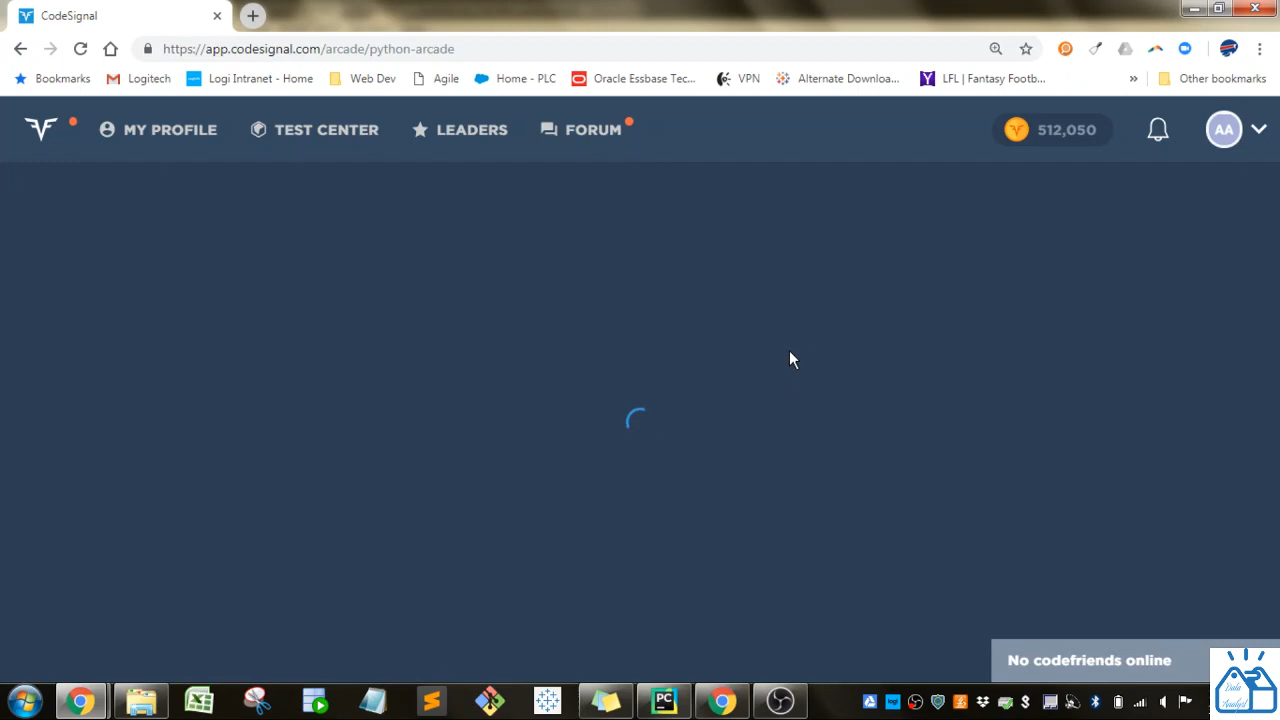 CodeSignal
https://app.codesignal.com/arcade/python-arcade
Bookmarks
Logitech
Logi Intranet - Home
Web Dev
Agile
Home - PLC
Oracle Essbase Tec...
VPN
Alternate Downloa...
LFL | Fantasy Footb...
»
Other bookmarks
MY PROFILE
TEST CENTER
LEADERS
FORUM
512,050
AA
No codefriends online
Data
Analyst